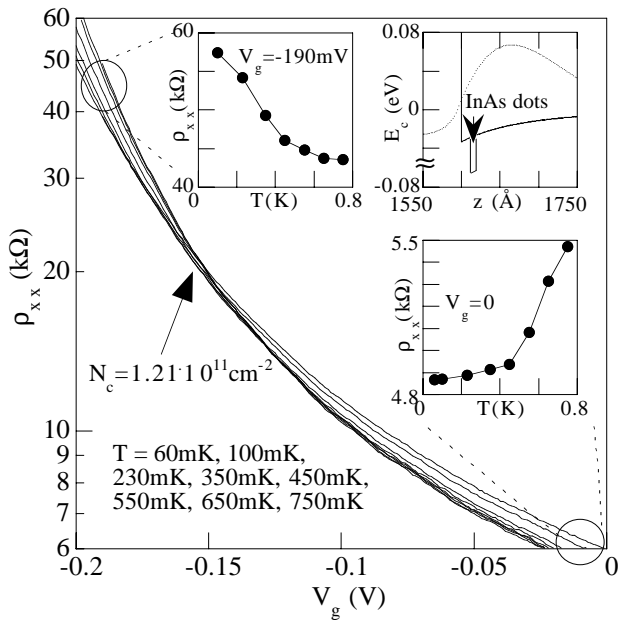 60
50
40
30
20
10
9
8
7
6
ρxx (kΩ)
-0.2
-0.15
-0.1
-0.05
0
Vg (V)
60
40
ρxx(kΩ)
Vg=-190mV
0
T(K)
0.8
0.08
0
-0.08
Ec (eV)
InAs dots
1550
z (Å)
1750
5.5
4.8
ρxx(kΩ)
Vg=0
0
T(K)
0.8
Nc=1.21·10¹¹cm⁻²
T = 60mK, 100mK,
230mK, 350mK, 450mK,
550mK, 650mK, 750mK